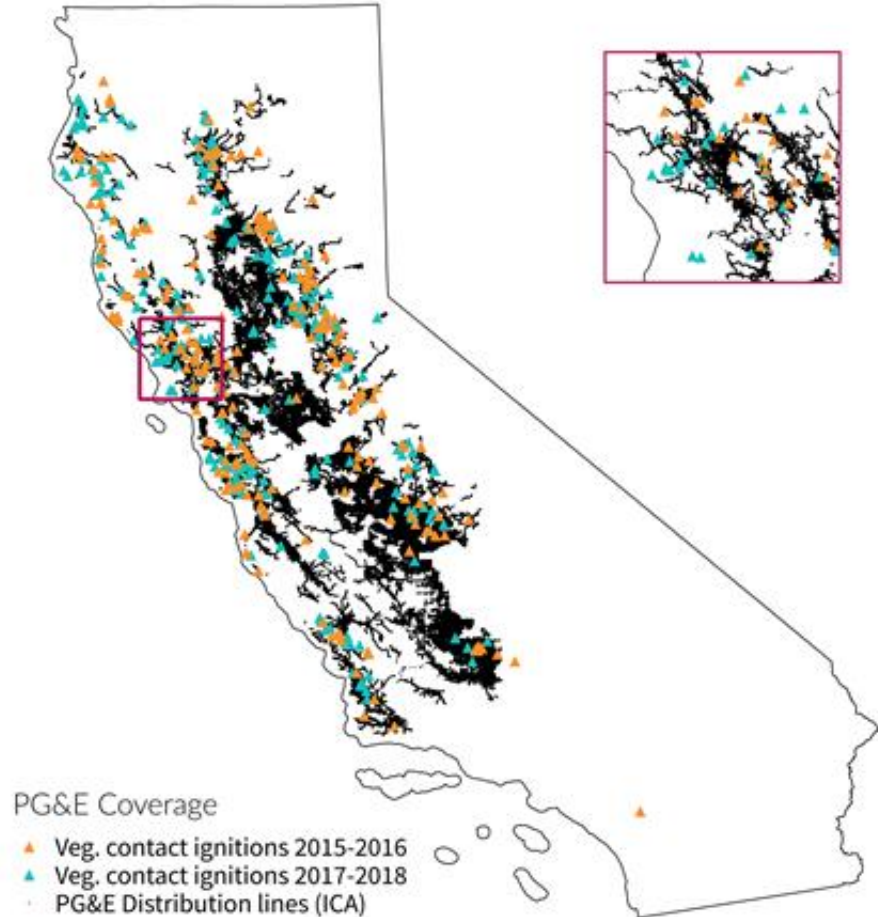 PG&E Coverage
Veg. contact ignitions 2015-2016
Veg. contact ignitions 2017-2018
PG&E Distribution lines (ICA)